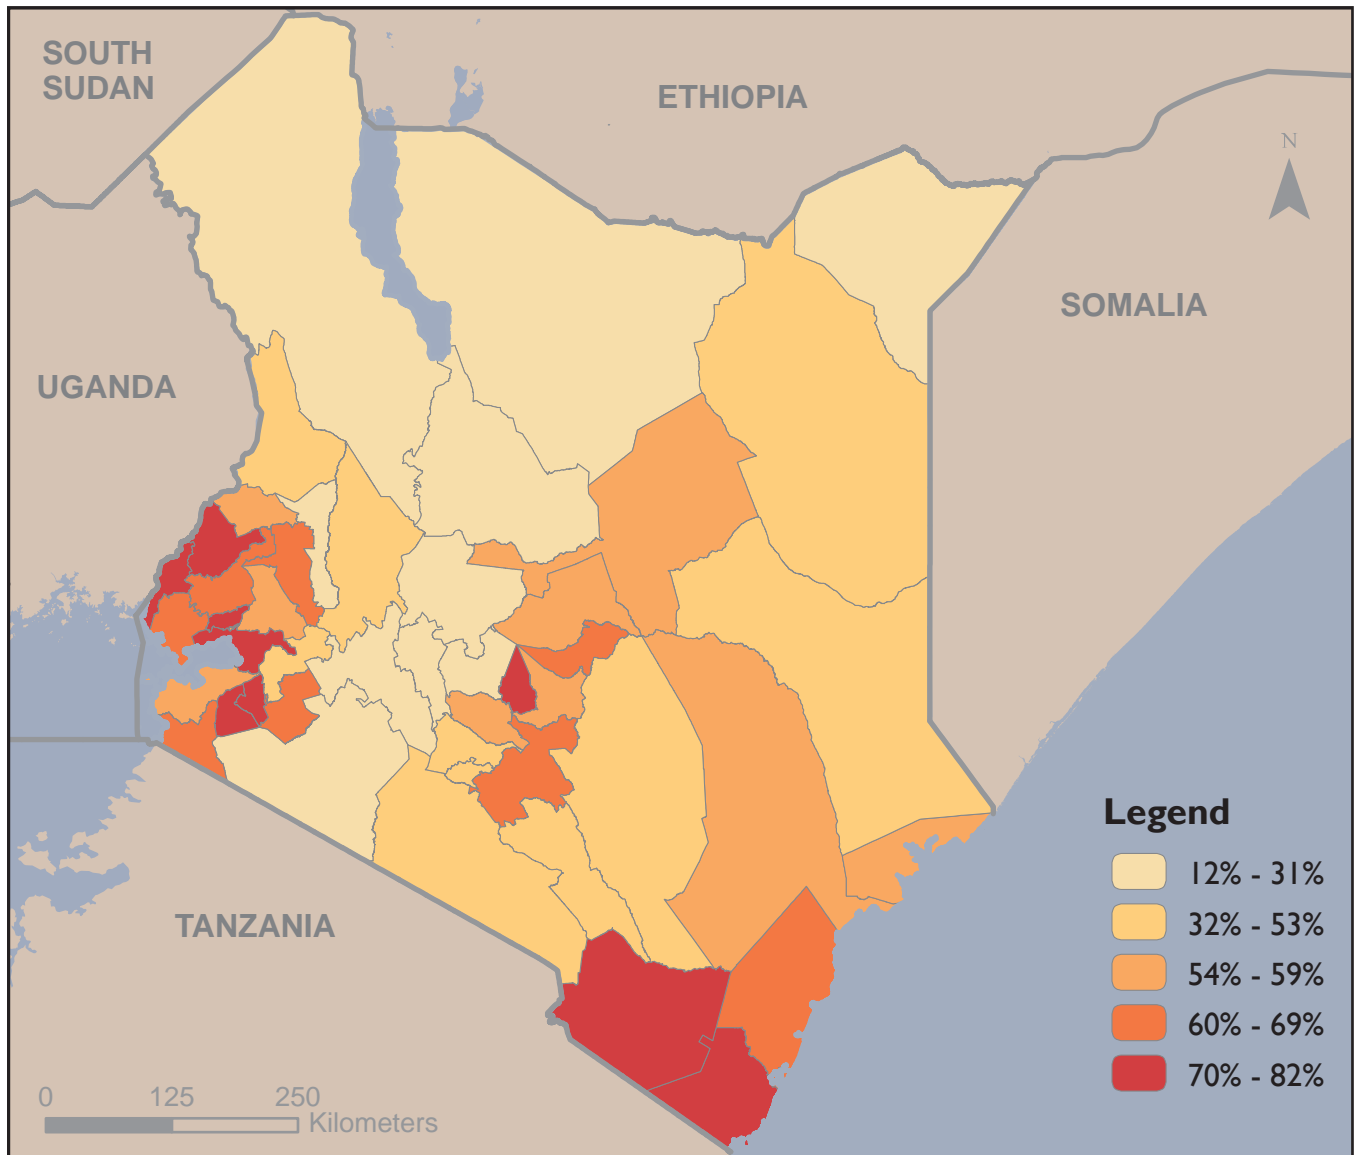 SOUTH
SUDAN
ETHIOPIA
N
SOMALIA
UGANDA
TANZANIA
Legend
12% - 31%
32% - 53%
54% - 59%
60% - 69%
70% - 82%
0 125 250
Kilometers